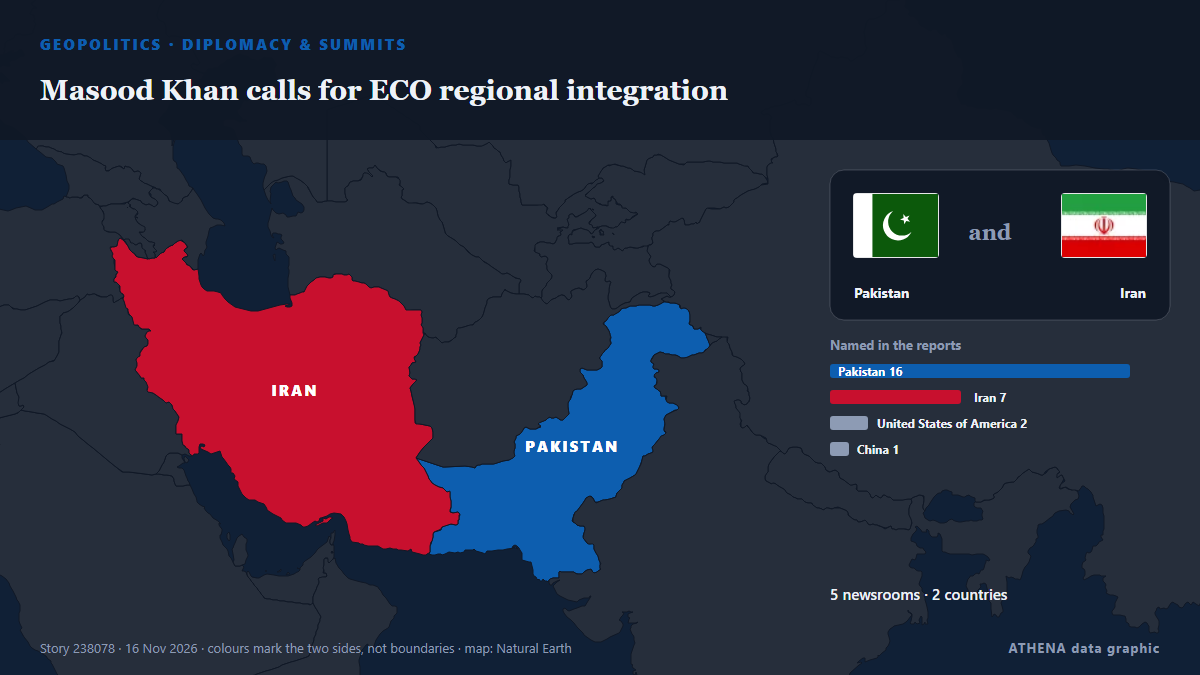 GEOPOLITICS · DIPLOMACY & SUMMITS
Masood Khan calls for ECO regional integration
and
Pakistan
Iran
Named in the reports
Pakistan 16
Iran 7
United States of America 2
China 1
IRAN
PAKISTAN
5 newsrooms · 2 countries
Story 238078 · 16 Nov 2026 · colours mark the two sides, not boundaries · map: Natural Earth
ATHENA data graphic